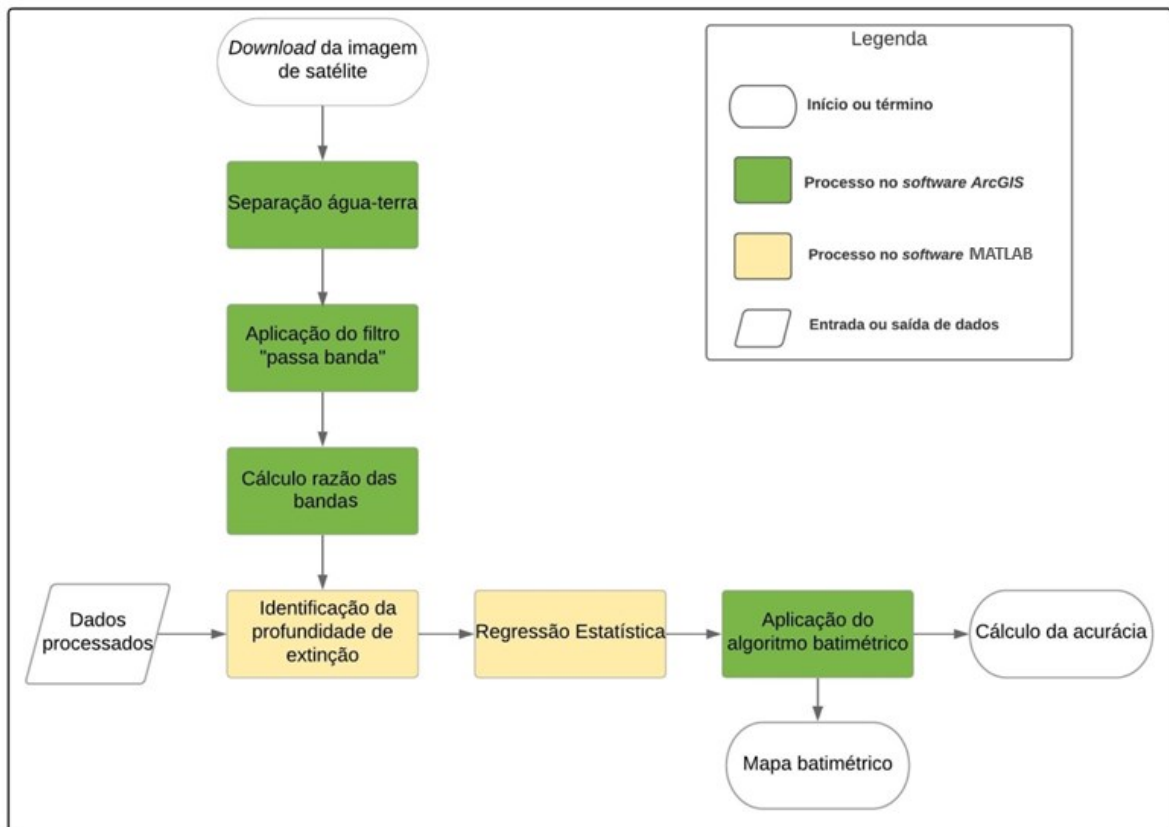 Download da imagem
de satélite
Separação água-terra
Aplicação do filtro
"passa banda"
Cálculo razão das
bandas
Dados
processados
Identificação da
profundidade de
extinção
Regressão Estatística
Aplicação do
algoritmo batimétrico
Cálculo da acurácia
Mapa batimétrico
Legenda
Início ou término
Processo no software ArcGIS
Processo no software MATLAB
Entrada ou saída de dados